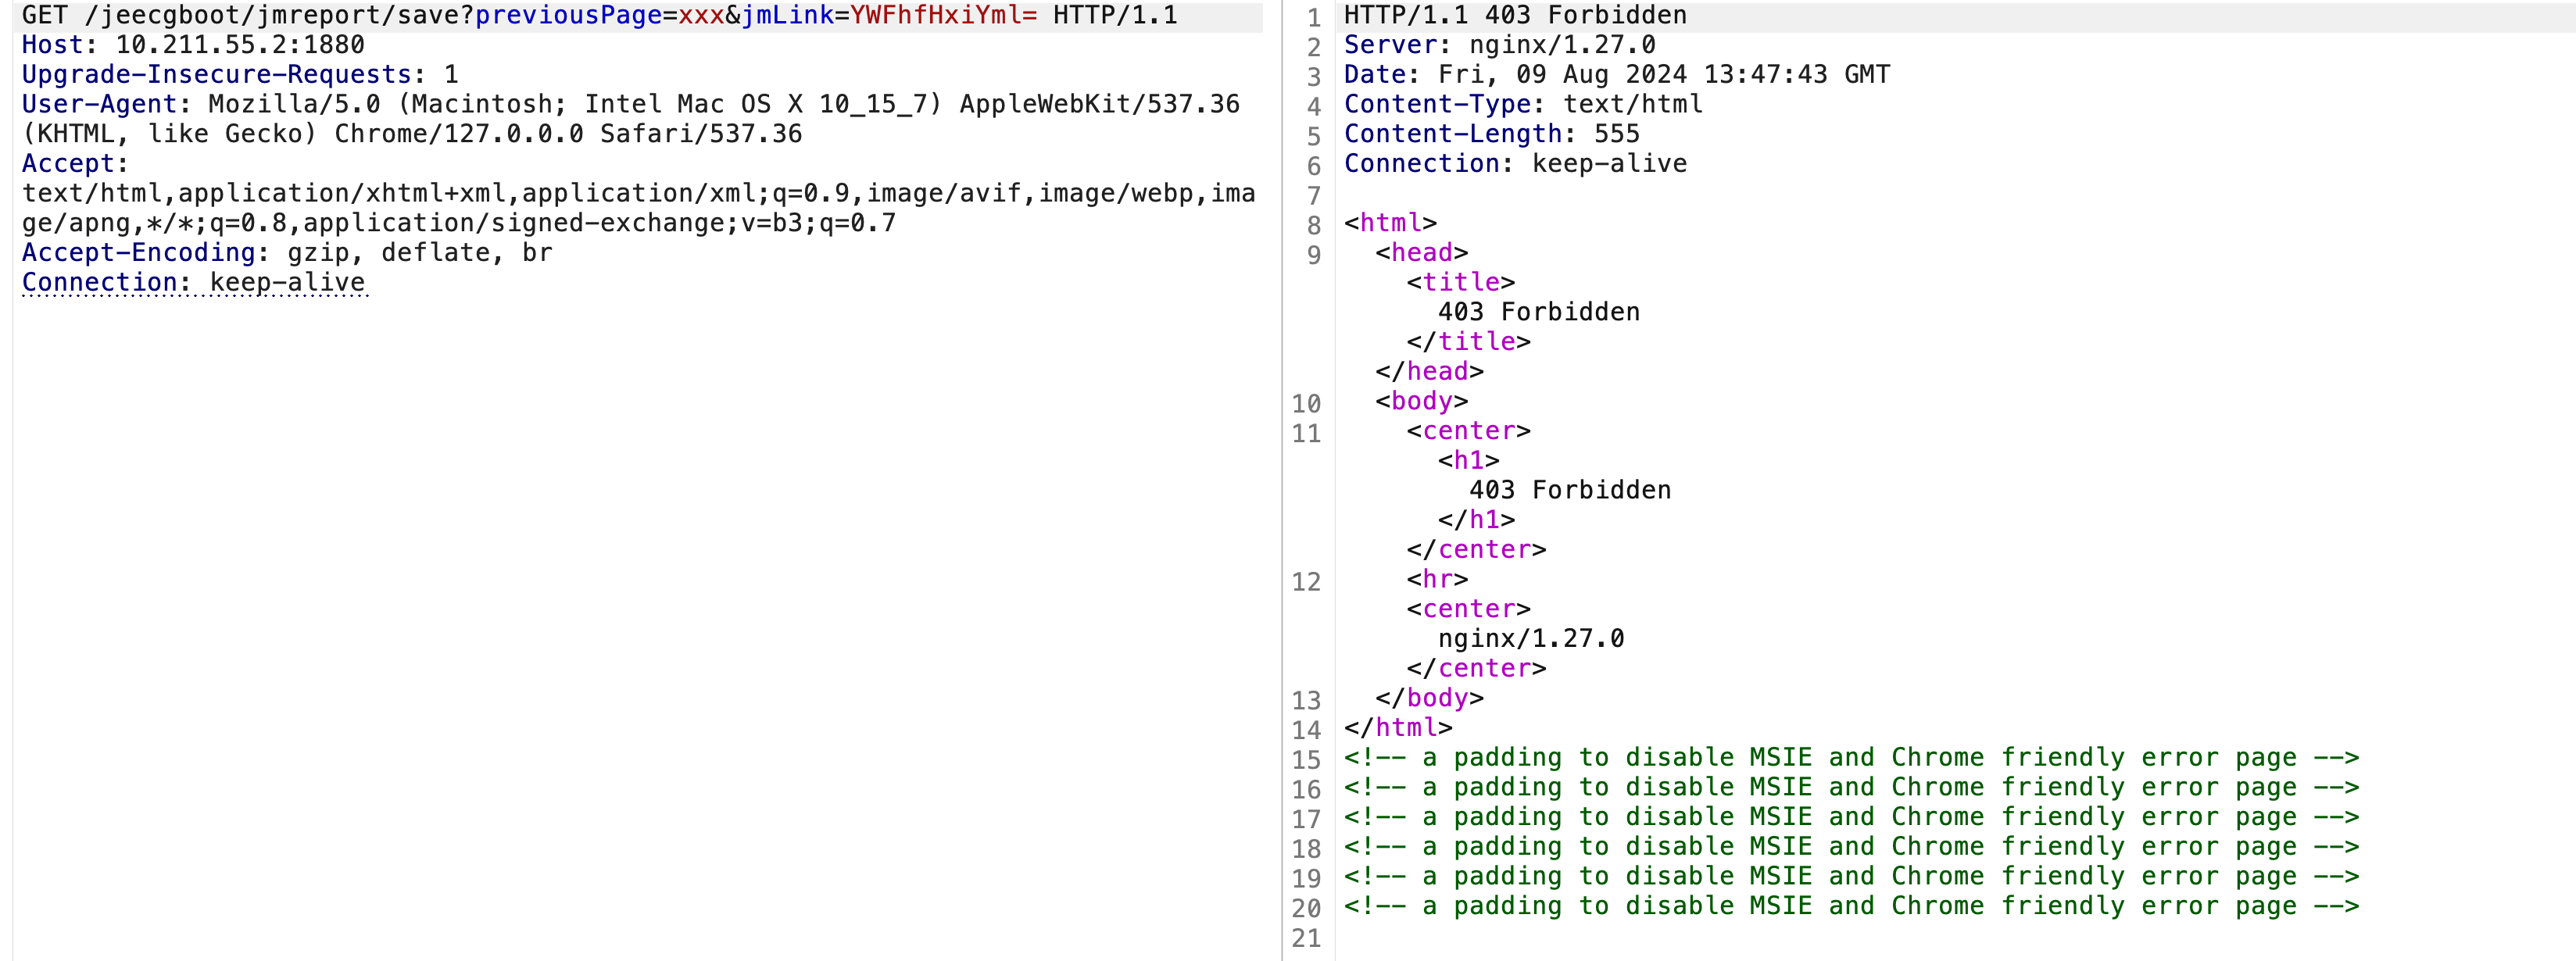 GET /jeecgboot/jmreport/save?previousPage=xxx&jmLink=YWFhfHxiYml= HTTP/1.1
Host: 10.211.55.2:1880
Upgrade-Insecure-Requests: 1
User-Agent: Mozilla/5.0 (Macintosh; Intel Mac OS X 10_15_7) AppleWebKit/537.36
(KHTML, like Gecko) Chrome/127.0.0.0 Safari/537.36
Accept:
text/html,application/xhtml+xml,application/xml;q=0.9,image/avif,image/webp,ima
ge/apng,*/*;q=0.8,application/signed-exchange;v=b3;q=0.7
Accept-Encoding: gzip, deflate, br
Connection: keep-alive
1 HTTP/1.1 403 Forbidden
2 Server: nginx/1.27.0
3 Date: Fri, 09 Aug 2024 13:47:43 GMT
4 Content-Type: text/html
5 Content-Length: 555
6 Connection: keep-alive
7
8 <html>
9 <head>
<title>
403 Forbidden
</title>
</head>
10 <body>
11 <center>
<h1>
403 Forbidden
</h1>
</center>
12 <hr>
<center>
nginx/1.27.0
</center>
13 </body>
14 </html>
15 <!-- a padding to disable MSIE and Chrome friendly error page -->
16 <!-- a padding to disable MSIE and Chrome friendly error page -->
17 <!-- a padding to disable MSIE and Chrome friendly error page -->
18 <!-- a padding to disable MSIE and Chrome friendly error page -->
19 <!-- a padding to disable MSIE and Chrome friendly error page -->
20 <!-- a padding to disable MSIE and Chrome friendly error page -->
21